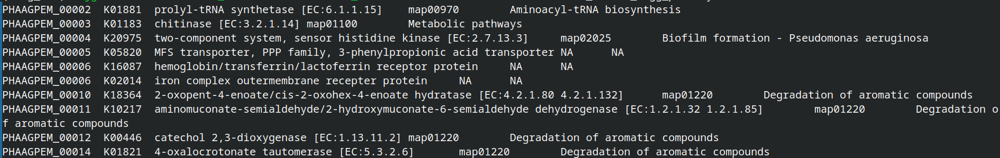 PHAAGPEM_00002 K01881 prolyl-tRNA synthetase [EC:6.1.1.15] map00970 Aminoacyl-tRNA biosynthesis
PHAAGPEM_00003 K01183 chitinase [EC:3.2.1.14] map01100 Metabolic pathways
PHAAGPEM_00004 K20975 two-component system, sensor histidine kinase [EC:2.7.13.3] map02025 Biofilm formation - Pseudomonas aeruginosa
PHAAGPEM_00005 K05820 MFS transporter, PPP family, 3-phenylpropionic acid transporter NA NA
PHAAGPEM_00006 K16087 hemoglobin/transferrin/lactoferrin receptor protein NA NA
PHAAGPEM_00006 K02014 iron complex outermembrane recepter protein NA NA
PHAAGPEM_00010 K18364 2-oxopent-4-enoate/cis-2-oxohex-4-enoate hydratase [EC:4.2.1.80 4.2.1.132] map01220 Degradation of aromatic compounds
PHAAGPEM_00011 K10217 aminomuconate-semialdehyde/2-hydroxymuconate-6-semialdehyde dehydrogenase [EC:1.2.1.32 1.2.1.85] map01220 Degradation o
f aromatic compounds
PHAAGPEM_00012 K00446 catechol 2,3-dioxygenase [EC:1.13.11.2] map01220 Degradation of aromatic compounds
PHAAGPEM_00014 K01821 4-oxalocrotonate tautomerase [EC:5.3.2.6] map01220 Degradation of aromatic compounds